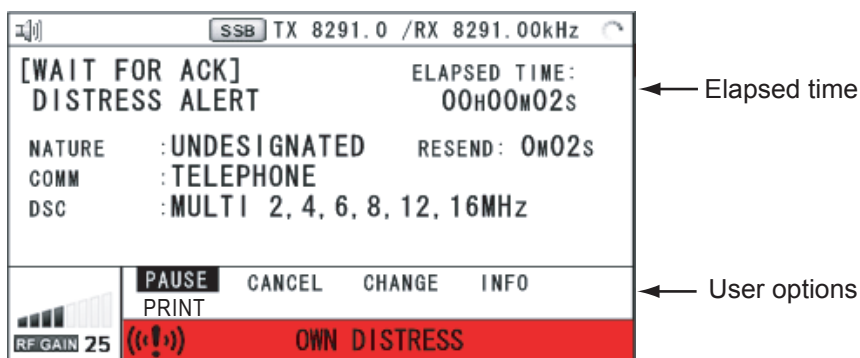 SSB TX 8291.0 /RX 8291.00kHz
[WAIT FOR ACK] ELAPSED TIME:
DISTRESS ALERT 00H00M02S
Elapsed time
NATURE :UNDESIGNATED RESEND: 0M02S
COMM :TELEPHONE
DSC :MULTI 2,4,6,8,12,16MHz
PAUSE CANCEL CHANGE INFO
PRINT
User options
RF GAIN 25 OWN DISTRESS